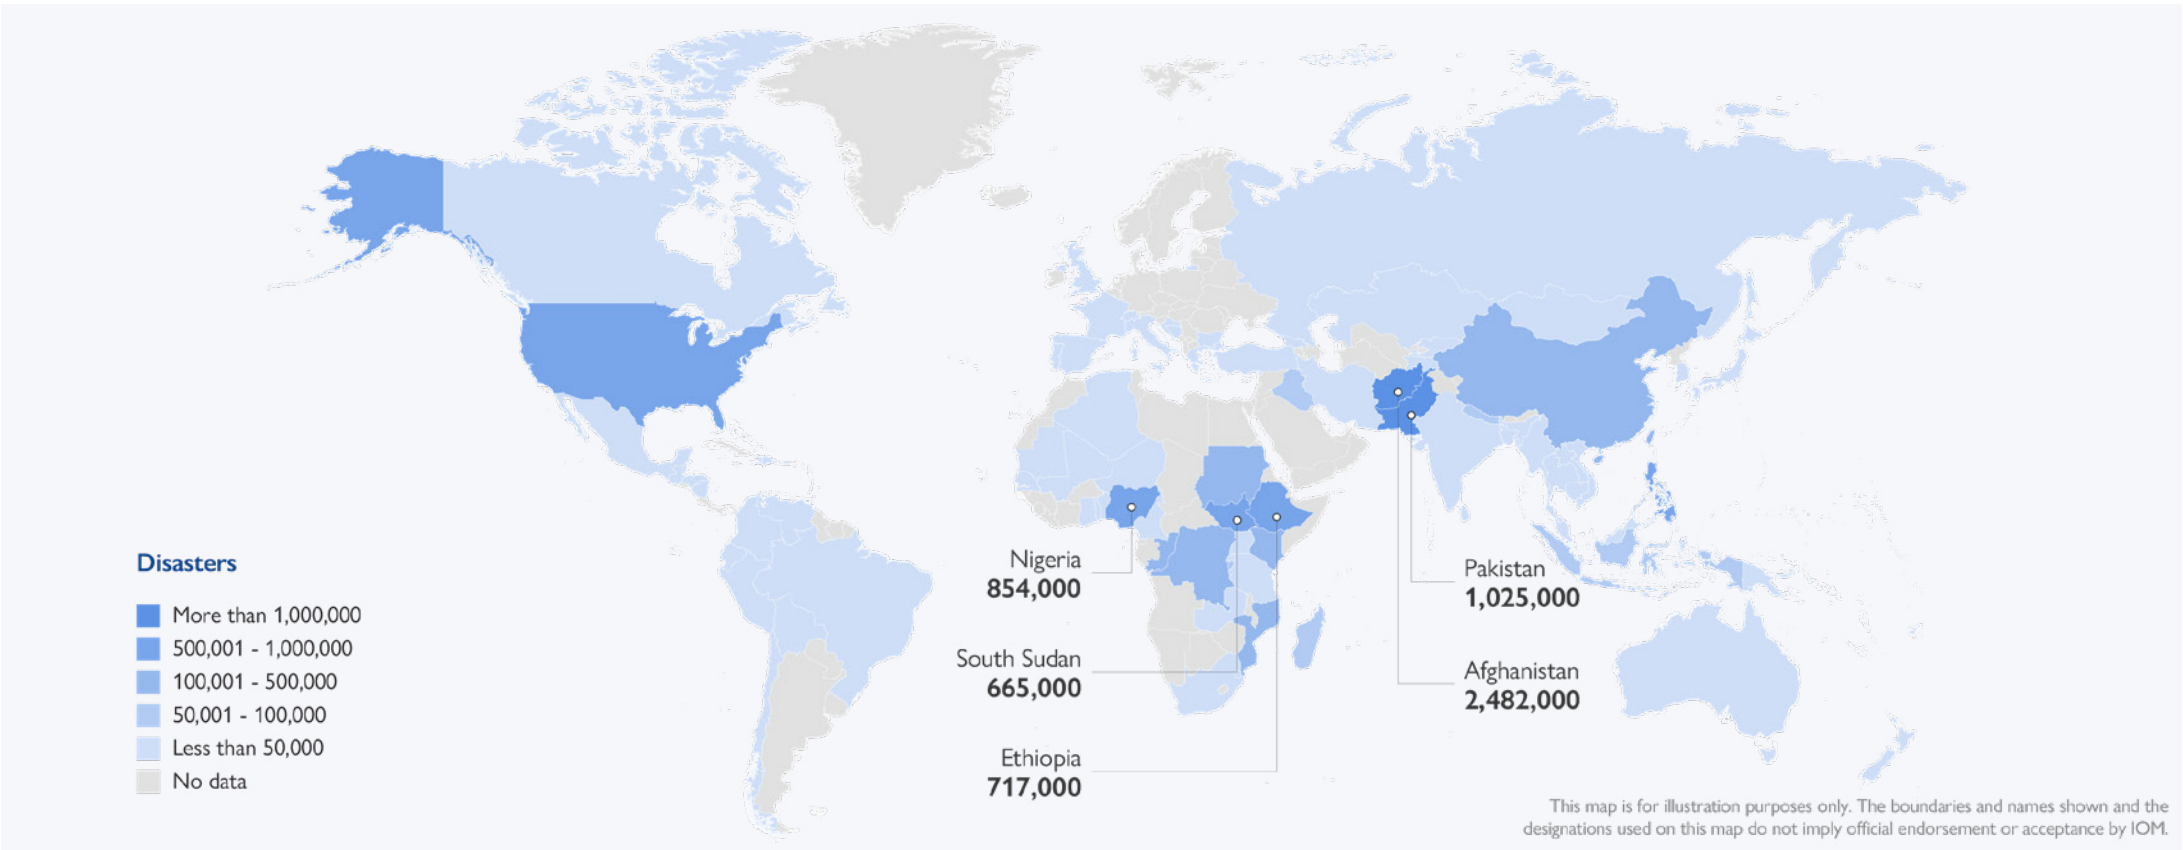 Disasters
More than 1,000,000
500,001 - 1,000,000
100,001 - 500,000
50,001 - 100,000
Less than 50,000
No data
Nigeria
854,000
South Sudan
665,000
Ethiopia
717,000
Pakistan
1,025,000
Afghanistan
2,482,000
This map is for illustration purposes only. The boundaries and names shown and the
designations used on this map do not imply official endorsement or acceptance by IOM.